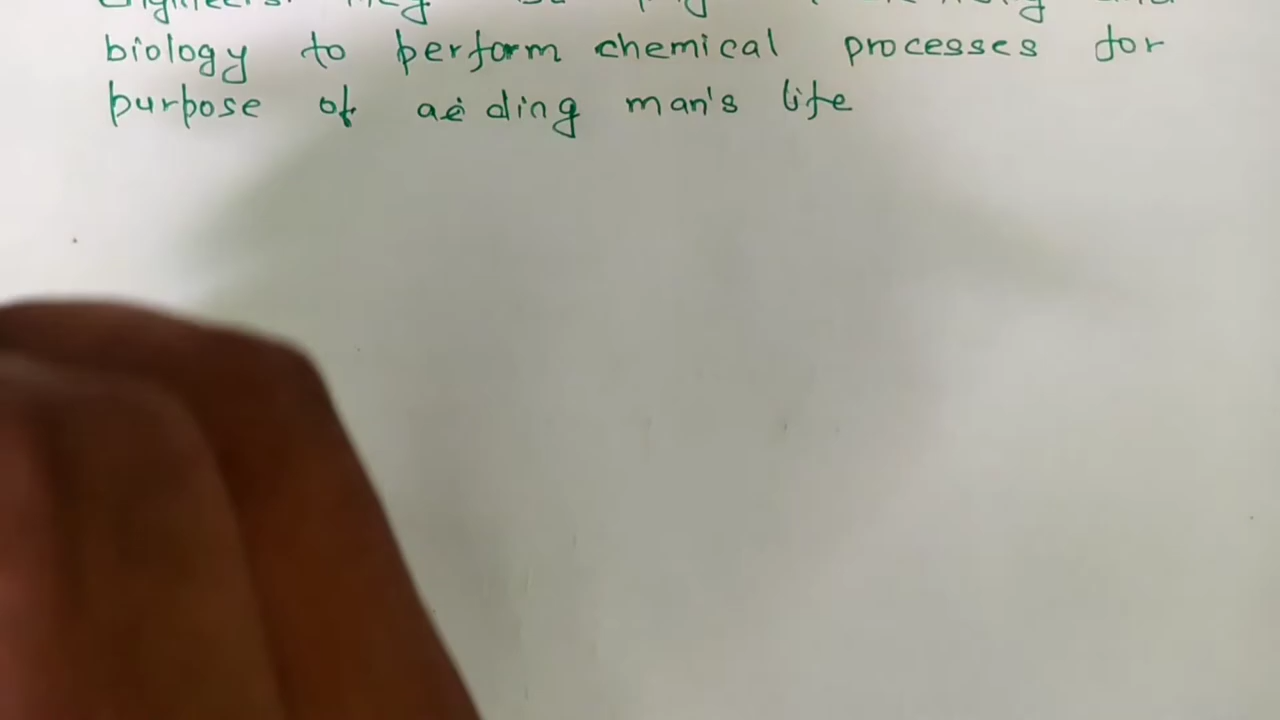 biology to perform chemical processes for
purpose of aiding man's life